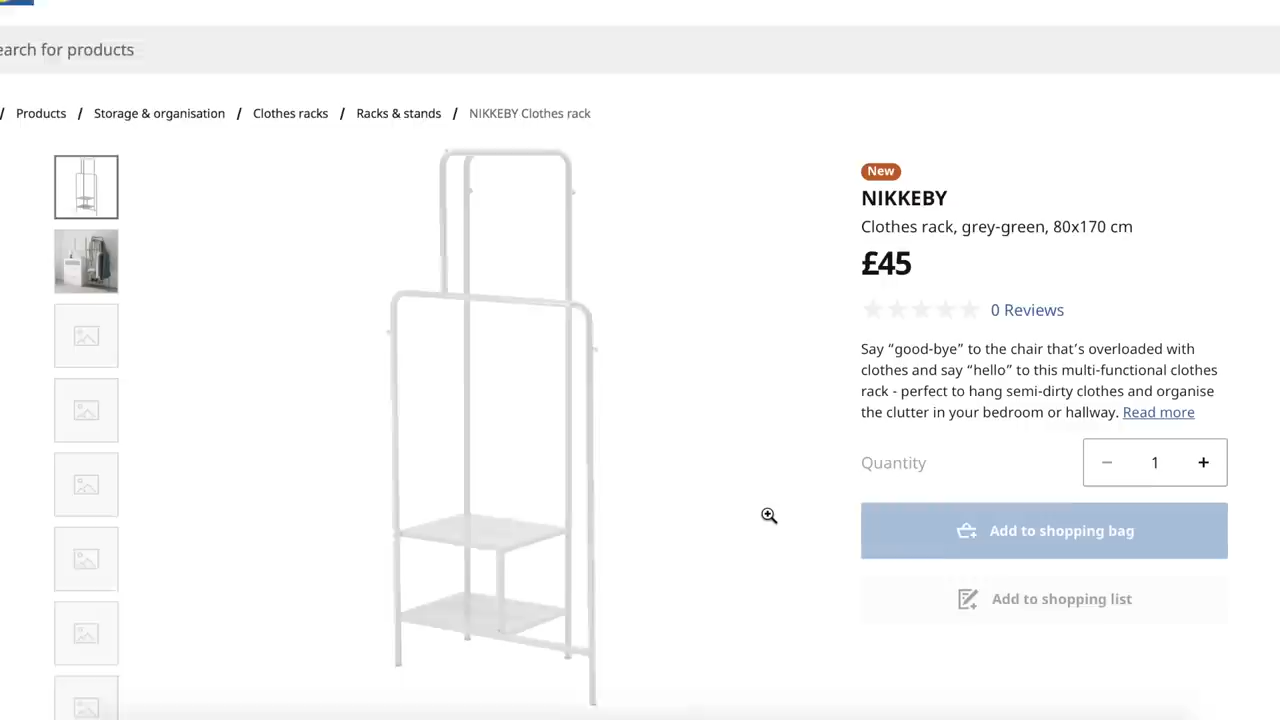 earch for products
/ Products / Storage & organisation / Clothes racks / Racks & stands / NIKKEBY Clothes rack
New
NIKKEBY
Clothes rack, grey-green, 80x170 cm
£45
0 Reviews
Say “good-bye” to the chair that’s overloaded with
clothes and say “hello” to this multi-functional clothes
rack - perfect to hang semi-dirty clothes and organise
the clutter in your bedroom or hallway. Read more
Quantity
− 1 +
Add to shopping bag
Add to shopping list